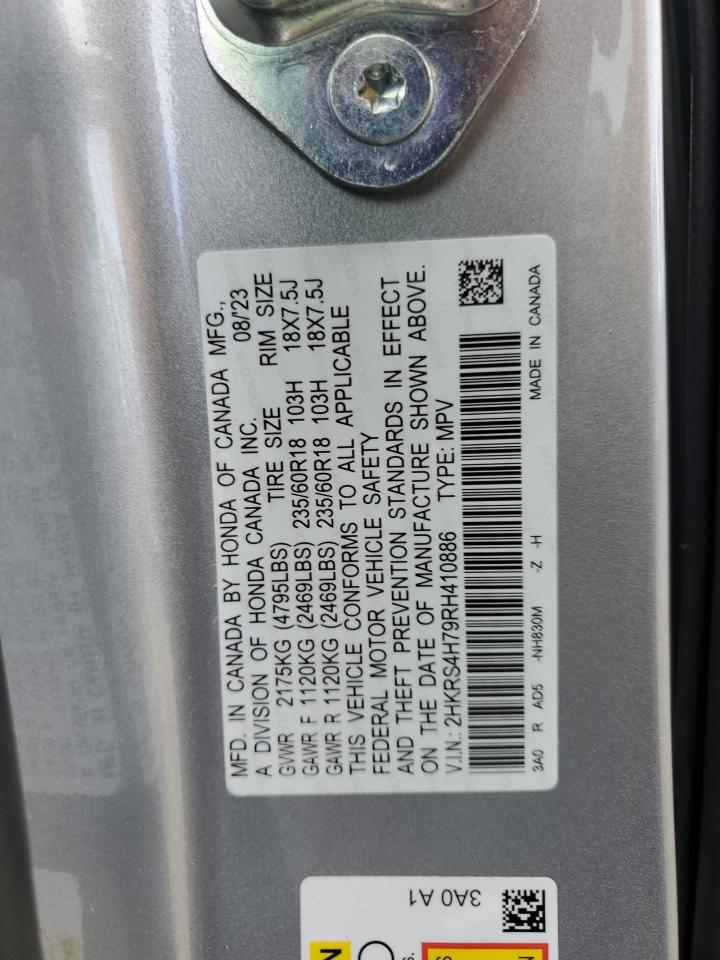 MFD. IN CANADA BY HONDA OF CANADA MFG.,
A DIVISION OF HONDA CANADA INC. 08/'23
GVWR 2175KG (4795LBS) TIRE SIZE RIM SIZE
GAWR F 1120KG (2469LBS) 235/60R18 103H 18X7.5J
GAWR R 1120KG (2469LBS) 235/60R18 103H 18X7.5J
THIS VEHICLE CONFORMS TO ALL APPLICABLE
FEDERAL MOTOR VEHICLE SAFETY
AND THEFT PREVENTION STANDARDS IN EFFECT
ON THE DATE OF MANUFACTURE SHOWN ABOVE.
V.I.N.: 2HKRS4H79RH410886 TYPE: MPV
3A0 R AD5 -NH830M -Z -H MADE IN CANADA
3A0 A1